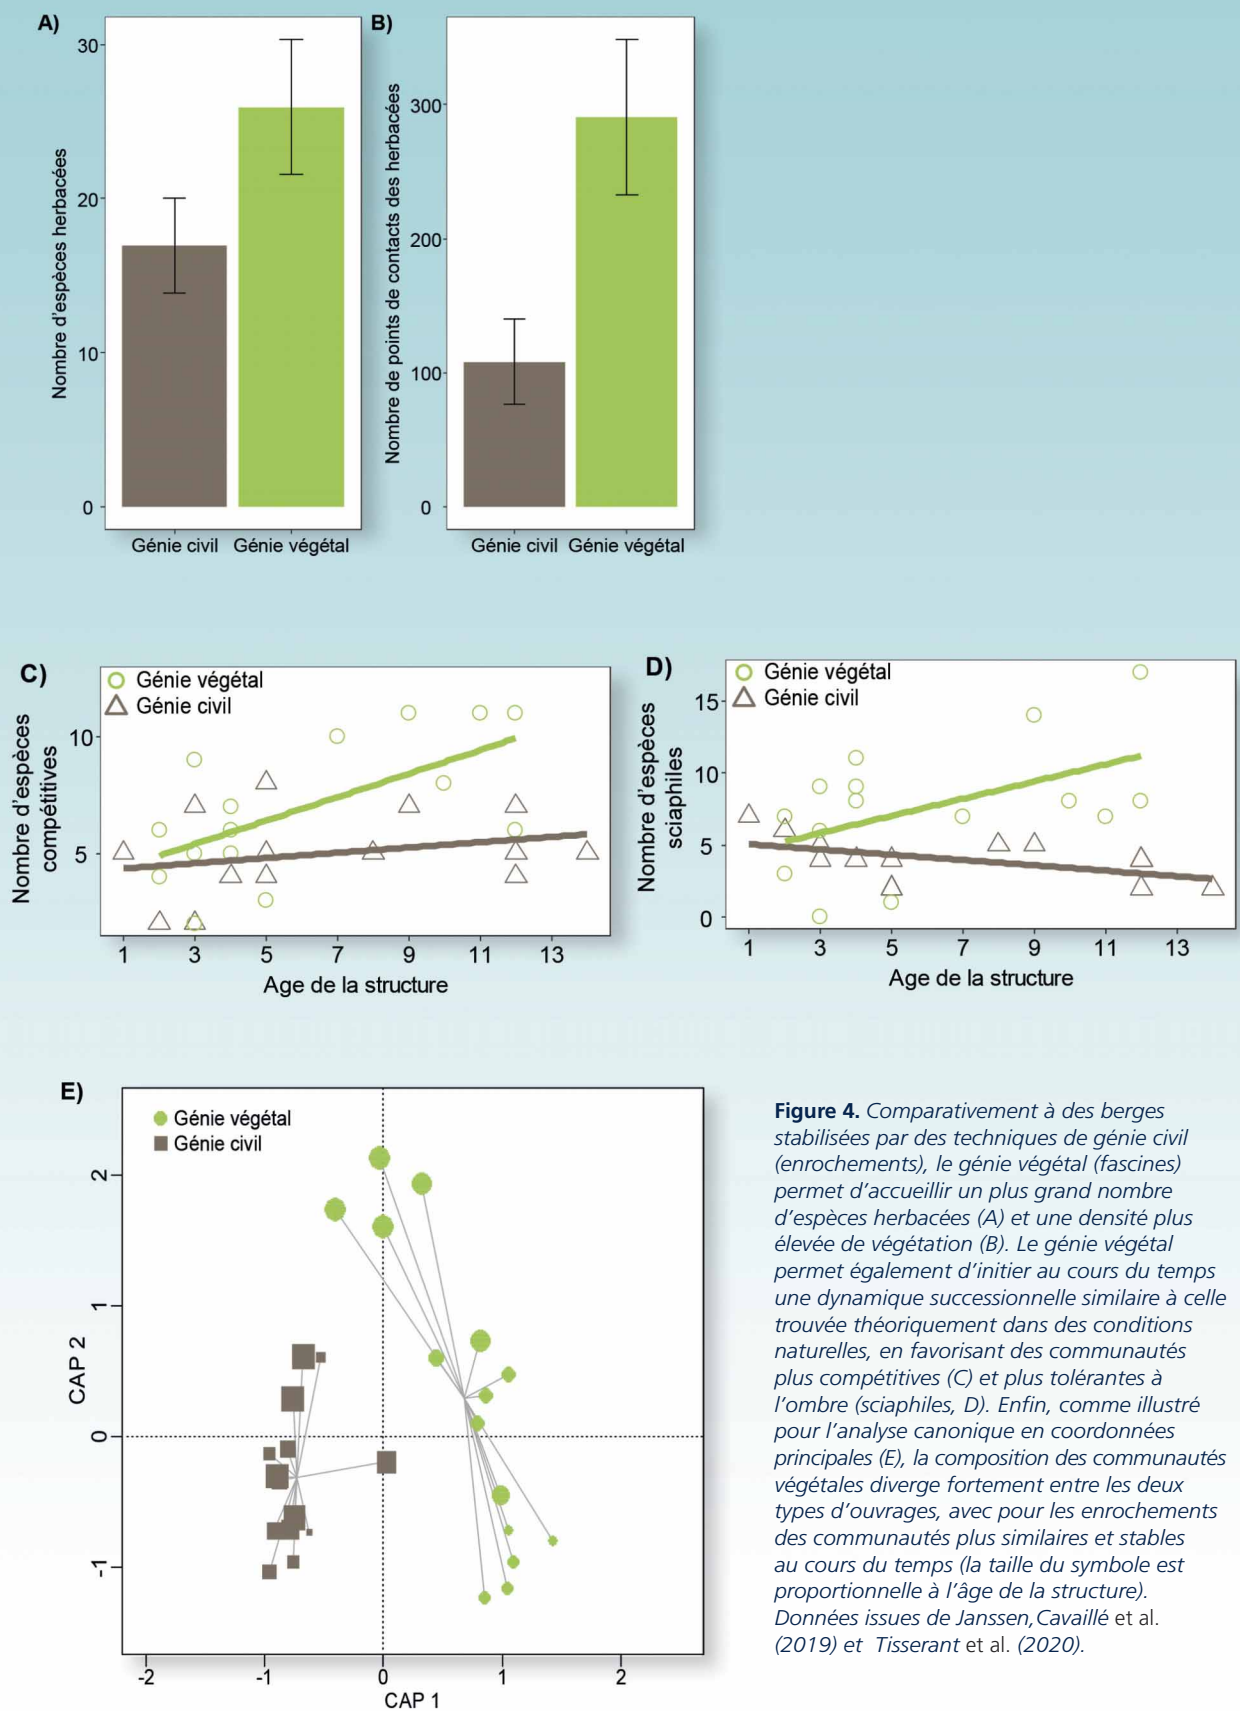 A)
Nombre d'espèces herbacées
30
20
10
0
Génie civil Génie végétal
B)
Nombre de points de contacts des herbacées
300
200
100
0
Génie civil Génie végétal
C)
Génie végétal
Génie civil
Nombre d'espèces
compétitives
10
5
1 3 5 7 9 11 13
Age de la structure
D)
Génie végétal
Génie civil
Nombre d'espèces
sciaphiles
15
10
5
0
1 3 5 7 9 11 13
Age de la structure
E)
Génie végétal
Génie civil
CAP 2
2
1
0
-1
-2 -1 0 1 2
CAP 1
Figure 4. Comparativement à des berges
stabilisées par des techniques de génie civil
(enrochements), le génie végétal (fascines)
permet d'accueillir un plus grand nombre
d'espèces herbacées (A) et une densité plus
élevée de végétation (B). Le génie végétal
permet également d'initier au cours du temps
une dynamique successionnelle similaire à celle
trouvée théoriquement dans des conditions
naturelles, en favorisant des communautés
plus compétitives (C) et plus tolérantes à
l'ombre (sciaphiles, D). Enfin, comme illustré
pour l'analyse canonique en coordonnées
principales (E), la composition des communautés
végétales diverge fortement entre les deux
types d'ouvrages, avec pour les enrochements
des communautés plus similaires et stables
au cours du temps (la taille du symbole est
proportionnelle à l'âge de la structure).
Données issues de Janssen, Cavaillé et al.
(2019) et Tisserant et al. (2020).